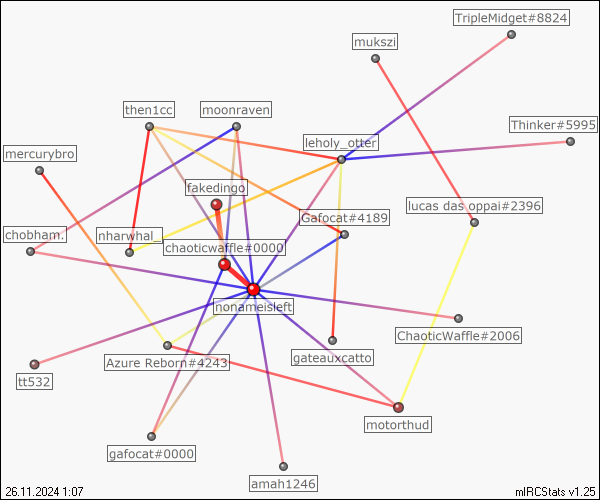 TripleMidget#8824
mukszi
then1cc
moonraven
Thinker#5995
leholy_otter
mercurybro
fakedingo
lucas das oppai#2396
Gafocat#4189
chobham.
nharwhal_
chaoticwaffle#0000
nonameisleft
ChaoticWaffle#2006
gateauxcatto
Azure Reborn#4243
tt532
motorthud
gafocat#0000
amah1246
26.11.2024 1:07
mIRCStats v1.25